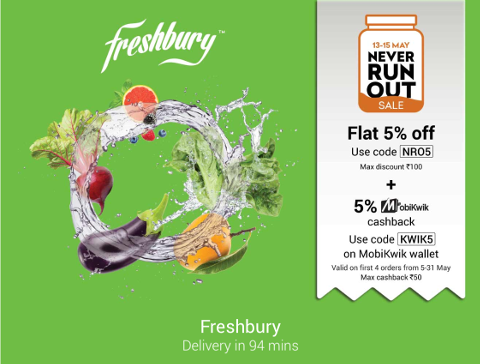 freshbury™
13-15 MAY
NEVER
RUN
OUT
SALE
Flat 5% off
Use code NRO5
Max discount ₹100
+
5% MobiKwik
cashback
Use code KWIK5
on MobiKwik wallet
Valid on first 4 orders from 5-31 May
Max cashback ₹50
Freshbury
Delivery in 94 mins